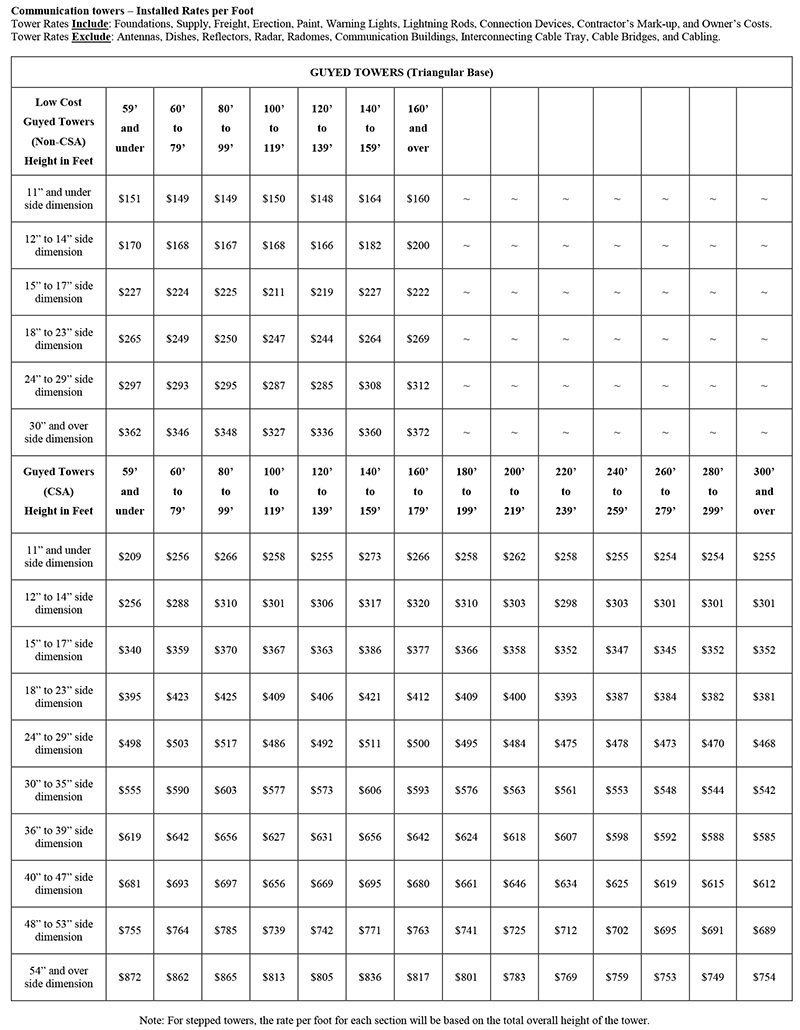 Communication towers – Installed Rates per Foot
Tower Rates Include: Foundations, Supply, Freight, Erection, Paint, Warning Lights, Lightning Rods, Connection Devices, Contractor’s Mark-up, and Owner’s Costs.
Tower Rates Exclude: Antennas, Dishes, Reflectors, Radar, Radomes, Communication Buildings, Interconnecting Cable Tray, Cable Bridges, and Cabling.
GUYED TOWERS (Triangular Base)
Low Cost Guyed Towers (Non-CSA) Height in Feet 59’ and under 60’ to 79’ 80’ to 99’ 100’ to 119’ 120’ to 139’ 140’ to 159’ 160’ and over
11” and under side dimension $151 $149 $149 $150 $148 $164 $160 ~ ~ ~ ~ ~ ~ ~
12” to 14” side dimension $170 $168 $167 $168 $166 $182 $200 ~ ~ ~ ~ ~ ~ ~
15” to 17” side dimension $227 $224 $225 $211 $219 $227 $222 ~ ~ ~ ~ ~ ~ ~
18” to 23” side dimension $265 $249 $250 $247 $244 $264 $269 ~ ~ ~ ~ ~ ~ ~
24” to 29” side dimension $297 $293 $295 $287 $285 $308 $312 ~ ~ ~ ~ ~ ~ ~
30” and over side dimension $362 $346 $348 $327 $336 $360 $372 ~ ~ ~ ~ ~ ~ ~
Guyed Towers (CSA) Height in Feet 59’ and under 60’ to 79’ 80’ to 99’ 100’ to 119’ 120’ to 139’ 140’ to 159’ 160’ to 179’ 180’ to 199’ 200’ to 219’ 220’ to 239’ 240’ to 259’ 260’ to 279’ 280’ to 299’ 300’ and over
11” and under side dimension $209 $256 $266 $258 $255 $273 $266 $258 $262 $258 $255 $254 $254 $255
12” to 14” side dimension $256 $288 $310 $301 $306 $317 $320 $310 $303 $298 $303 $301 $301 $301
15” to 17” side dimension $340 $359 $370 $367 $363 $386 $377 $366 $358 $352 $347 $345 $352 $352
18” to 23” side dimension $395 $423 $425 $409 $406 $421 $412 $409 $400 $393 $387 $384 $382 $381
24” to 29” side dimension $498 $503 $517 $486 $492 $511 $500 $495 $484 $475 $478 $473 $470 $468
30” to 35” side dimension $555 $590 $603 $577 $573 $606 $593 $576 $563 $561 $553 $548 $544 $542
36” to 39” side dimension $619 $642 $656 $627 $631 $656 $642 $624 $618 $607 $598 $592 $588 $585
40” to 47” side dimension $681 $693 $697 $656 $669 $695 $680 $661 $646 $634 $625 $619 $615 $612
48” to 53” side dimension $755 $764 $785 $739 $742 $771 $763 $741 $725 $712 $702 $695 $691 $689
54” and over side dimension $872 $862 $865 $813 $805 $836 $817 $801 $783 $769 $759 $753 $749 $754
Note: For stepped towers, the rate per foot for each section will be based on the total overall height of the tower.